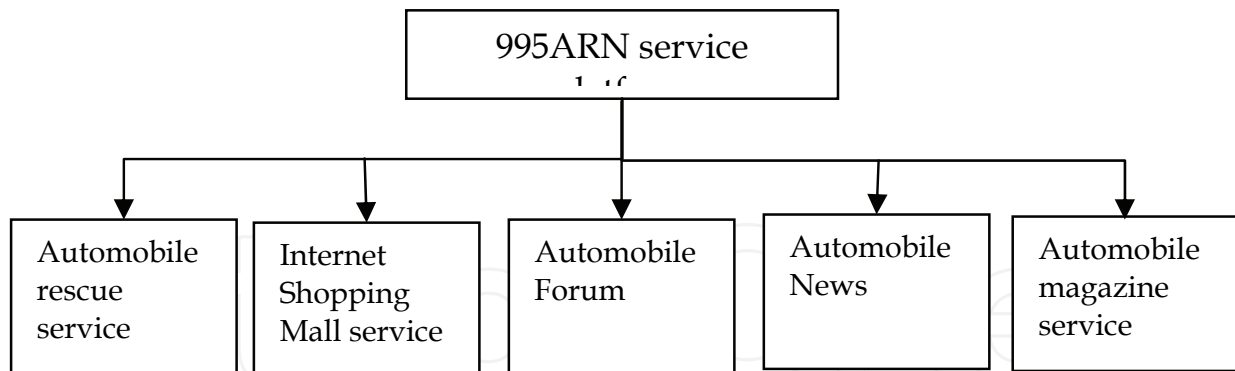 995ARN service
Automobile
rescue
service
Internet
Shopping
Mall service
Automobile
Forum
Automobile
News
Automobile
magazine
service